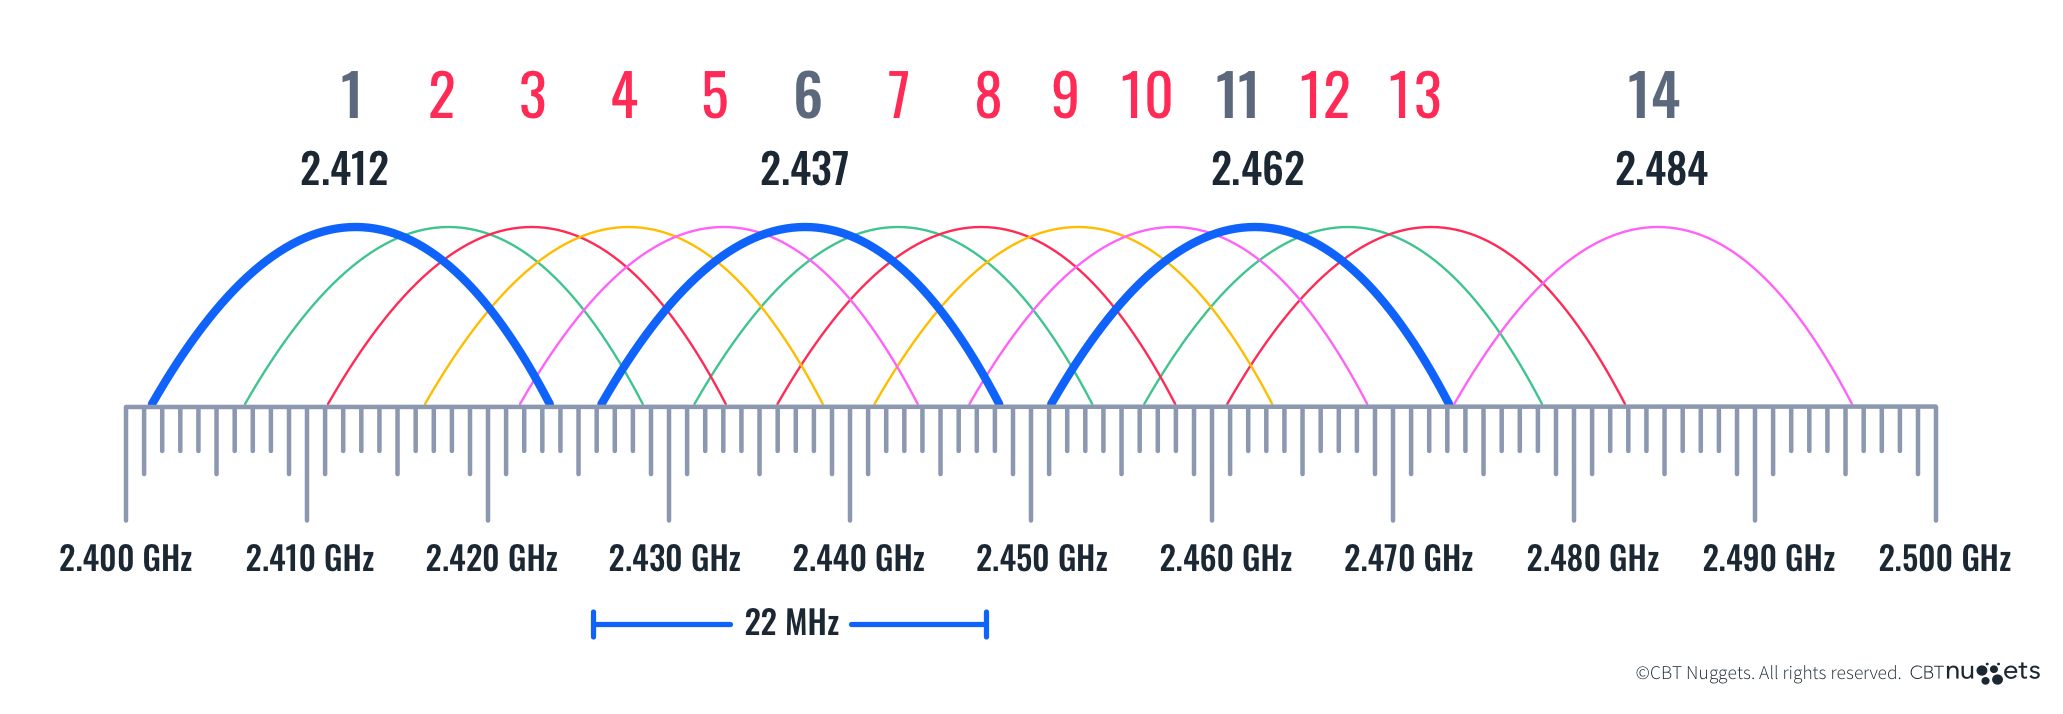 1 2 3 4 5 6 7 8 9 10 11 12 13 14
2.412 2.437 2.462 2.484
2.400 GHz 2.410 GHz 2.420 GHz 2.430 GHz 2.440 GHz 2.450 GHz 2.460 GHz 2.470 GHz 2.480 GHz 2.490 GHz 2.500 GHz
22 MHz
©CBT Nuggets. All rights reserved. CBTnuggets